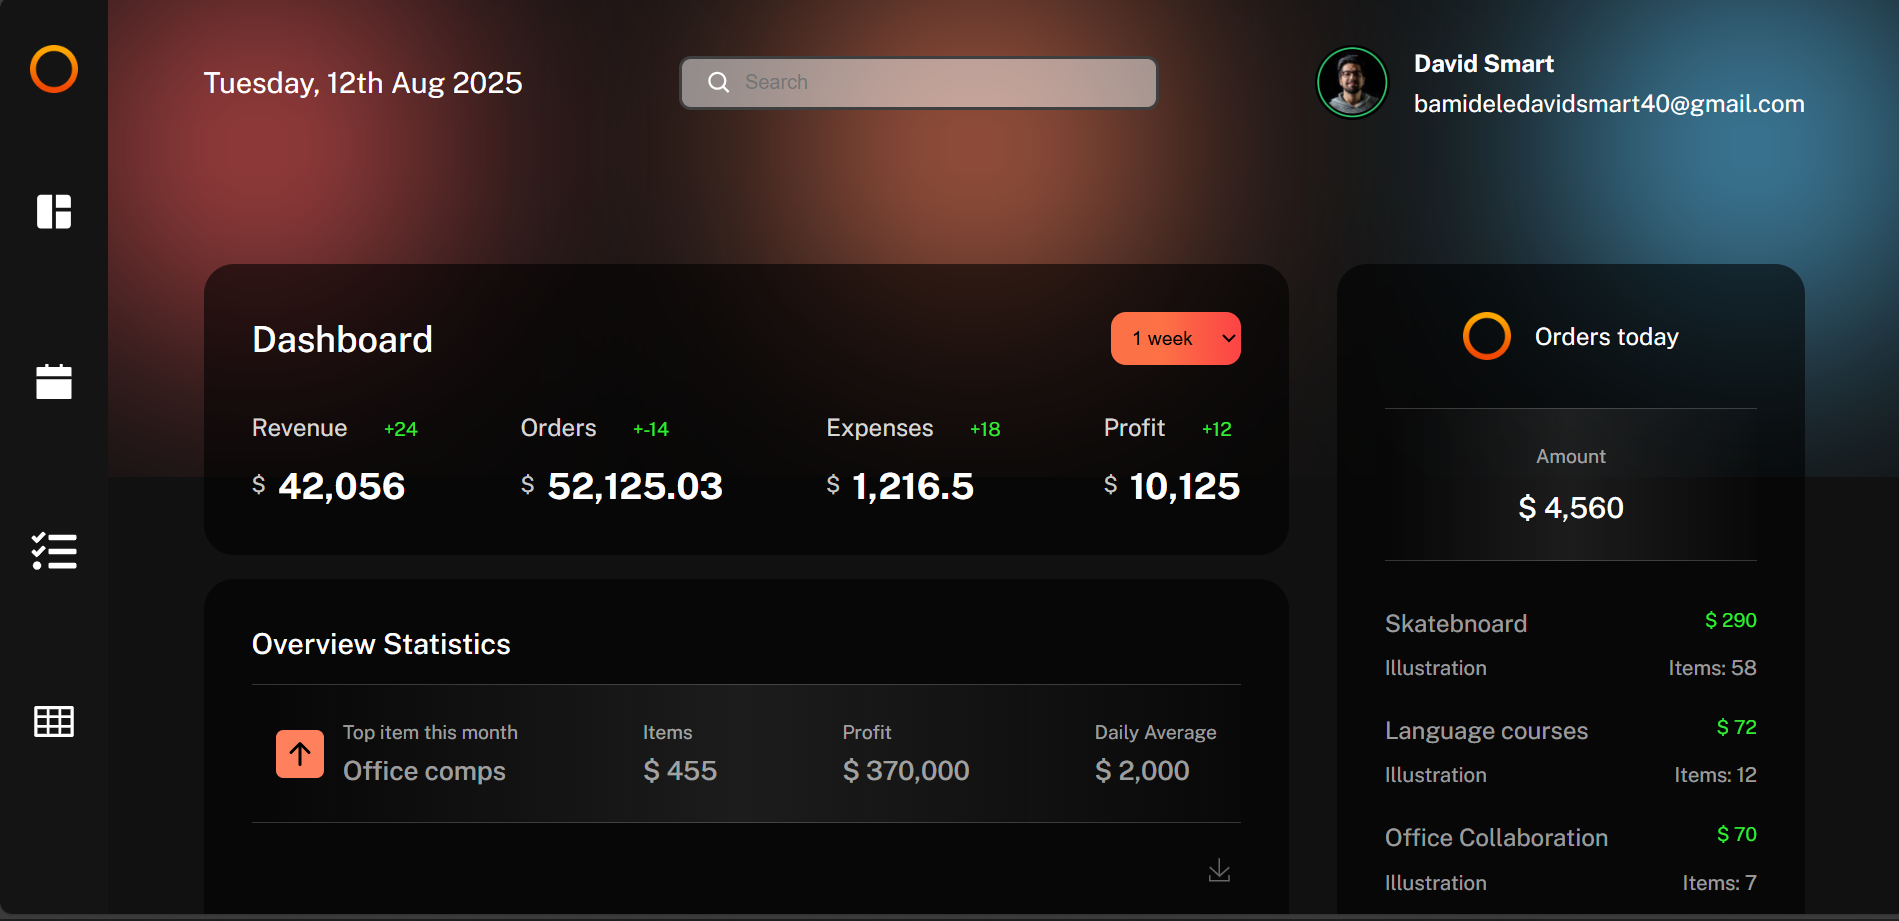 Tuesday, 12th Aug 2025
Search
David Smart
bamideledavidsmart40@gmail.com
Dashboard
1 week
Revenue +24
$ 42,056
Orders +-14
$ 52,125.03
Expenses +18
$ 1,216.5
Profit +12
$ 10,125
Overview Statistics
Top item this month
Office comps
Items
$ 455
Profit
$ 370,000
Daily Average
$ 2,000
Orders today
Amount
$ 4,560
Skatebnoard $ 290
Illustration Items: 58
Language courses $ 72
Illustration Items: 12
Office Collaboration $ 70
Illustration Items: 7